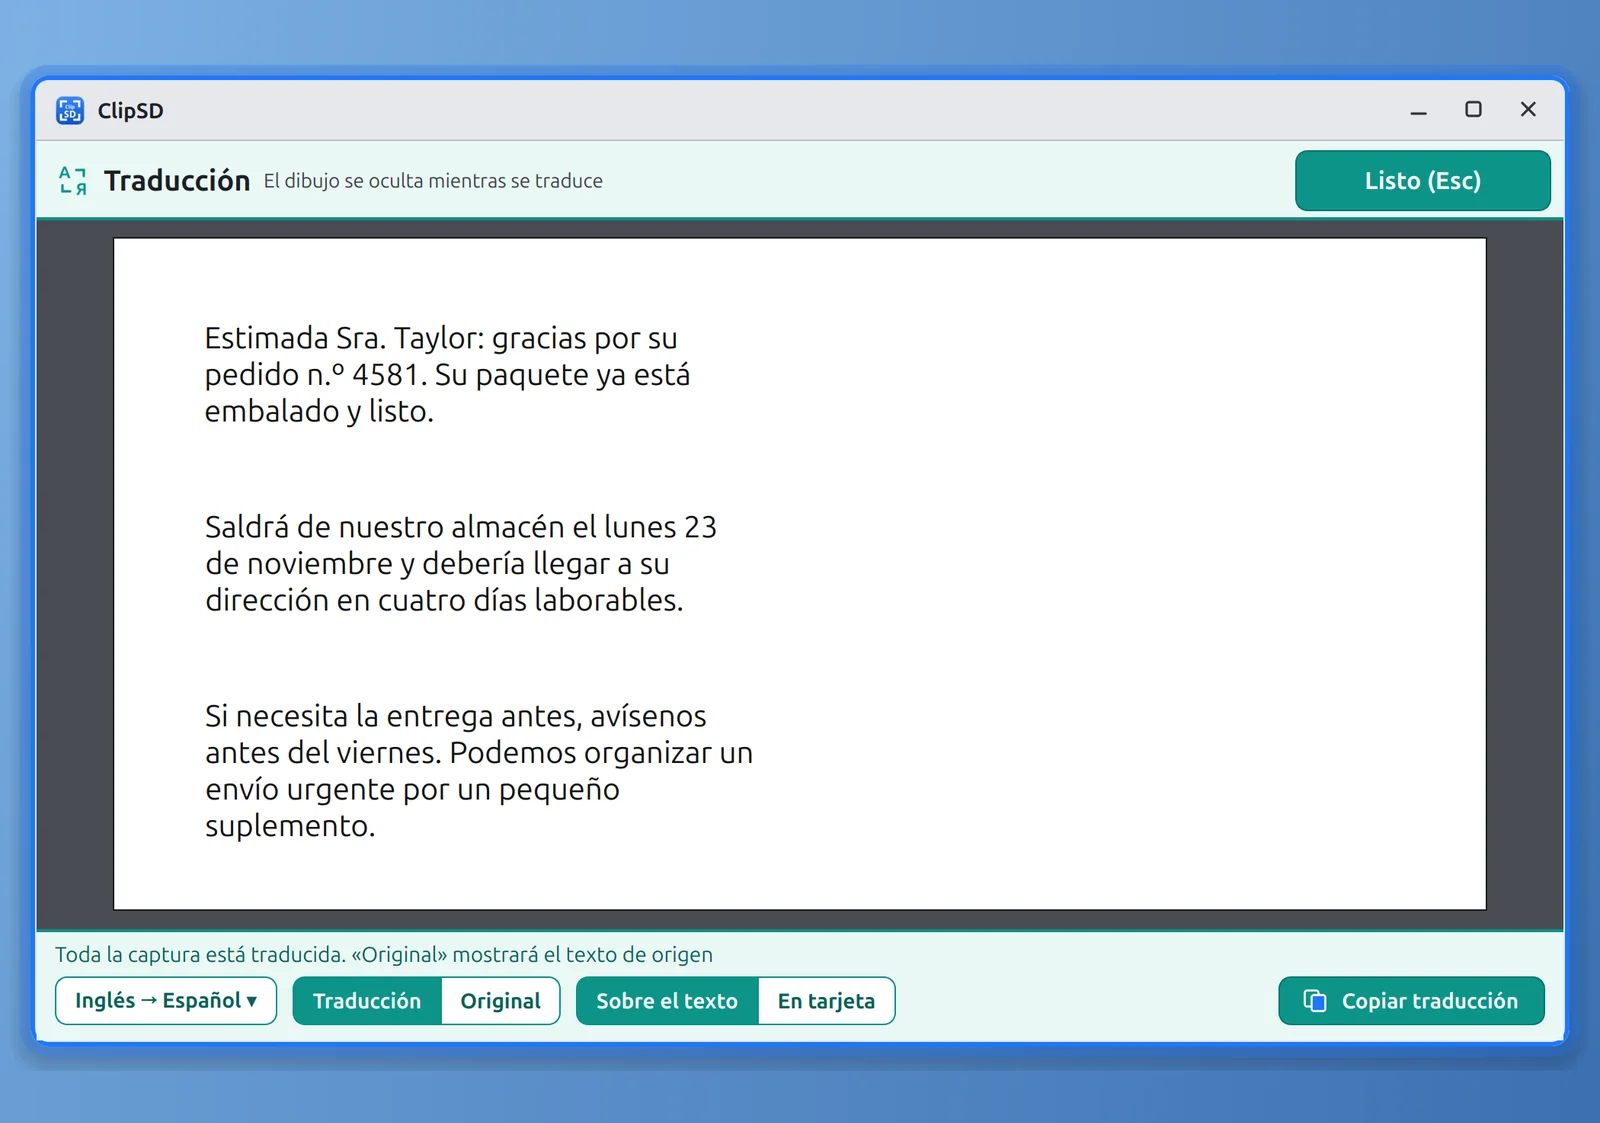 ClipSD
Traducción El dibujo se oculta mientras se traduce
Listo (Esc)
Estimada Sra. Taylor: gracias por su
pedido n.º 4581. Su paquete ya está
embalado y listo.
Saldrá de nuestro almacén el lunes 23
de noviembre y debería llegar a su
dirección en cuatro días laborables.
Si necesita la entrega antes, avísenos
antes del viernes. Podemos organizar un
envío urgente por un pequeño
suplemento.
Toda la captura está traducida. «Original» mostrará el texto de origen
Inglés → Español ▾ Traducción Original Sobre el texto En tarjeta Copiar traducción